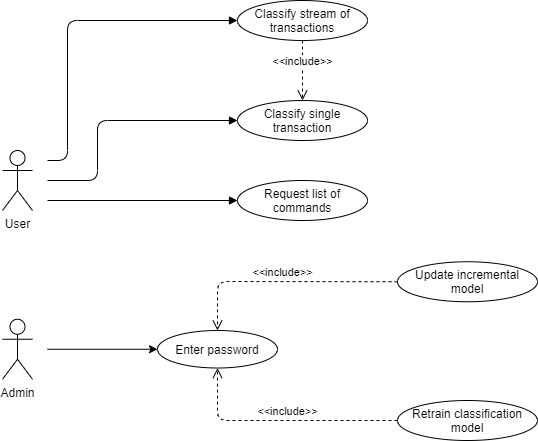 Classify stream of
transactions
<<include>>
Classify single
transaction
Request list of
commands
User
<<include>>
Update incremental
model
Enter password
Admin
<<include>>
Retrain classification
model